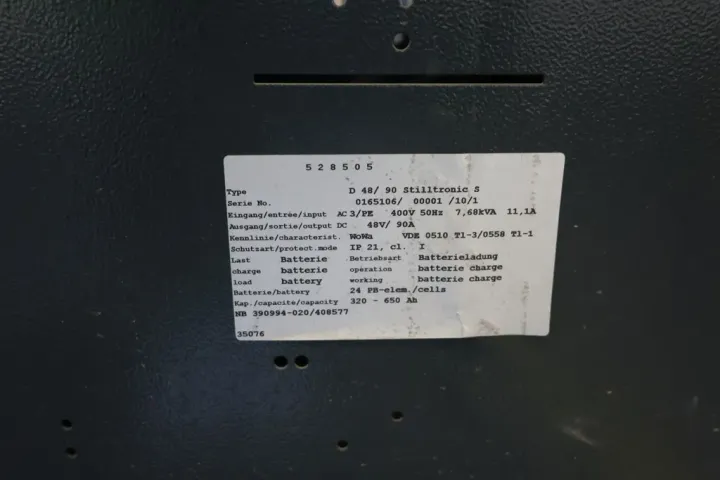 528505
Type D 48/ 90 Stilltronic S
Serie No. 0165106/ 00001 /10/1
Eingang/entrée/input AC 3/PE 400V 50Hz 7,68kVA 11,1A
Ausgang/sortie/output DC 48V/ 90A
Kennlinie/characterist. WoWa VDE 0510 T1-3/0558 T1-1
Schutzart/protect.mode IP 21, cl. I
Last Batterie Betriebsart Batterieladung
charge batterie operation batterie charge
load battery working batterie charge
Batterie/battery 24 PB-elem./cells
Kap./capacite/capacity 320 - 650 Ah
NB 390994-020/408577
35076